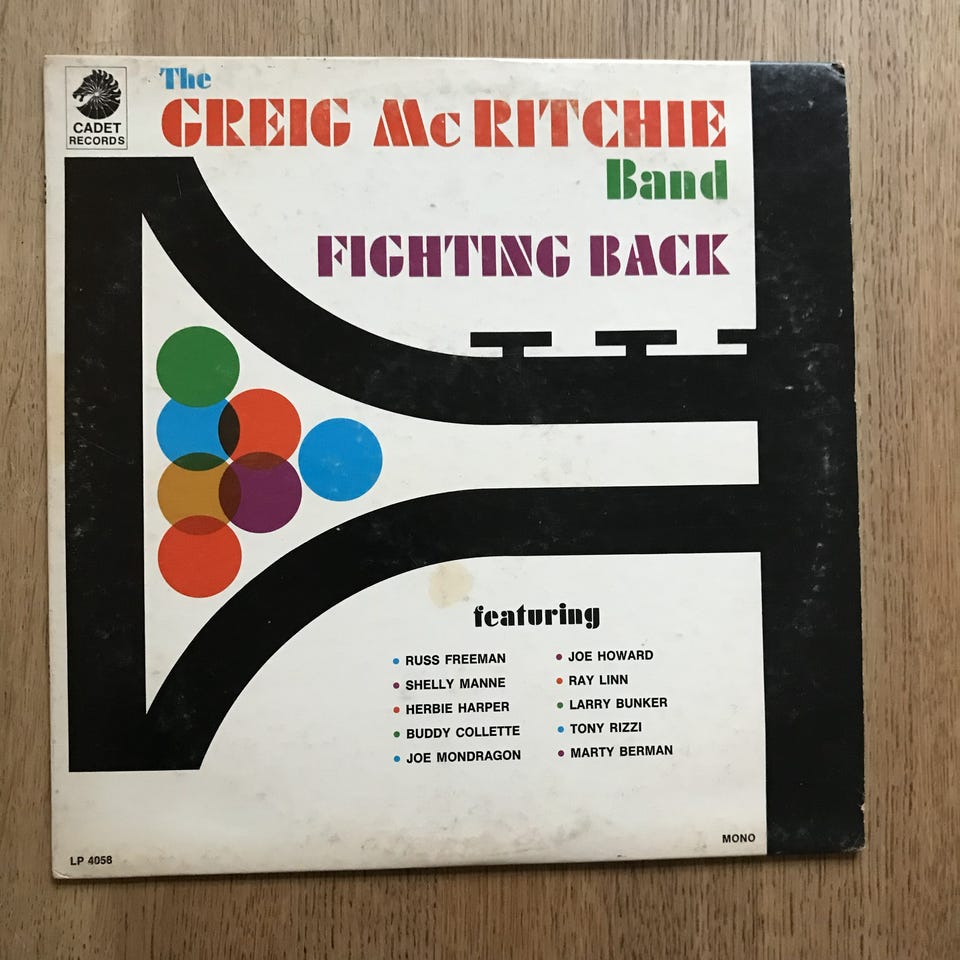 CADET
RECORDS
The
GREIG McRITCHIE
Band
FIGHTING BACK
featuring
RUSS FREEMAN
SHELLY MANNE
HERBIE HARPER
BUDDY COLLETTE
JOE MONDRAGON
JOE HOWARD
RAY LINN
LARRY BUNKER
TONY RIZZI
MARTY BERMAN
MONO
LP 4058